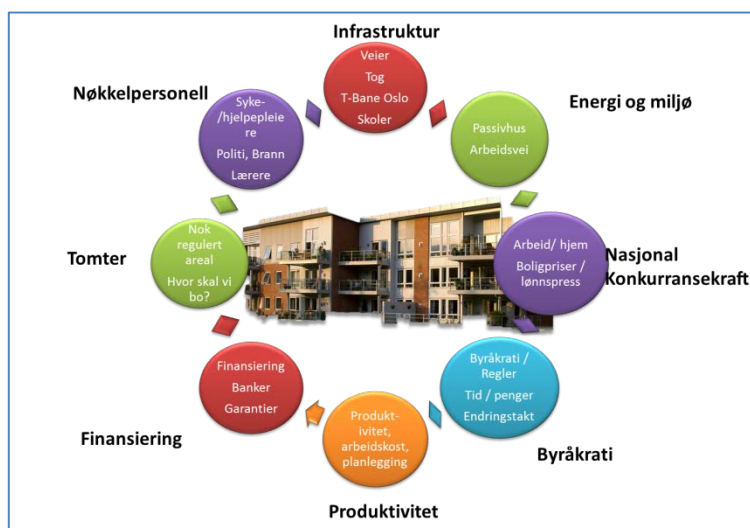 Infrastruktur
Veier
Tog
T-Bane Oslo
Skoler
Energi og miljø
Passivhus
Arbeidsvei
Nasjonal
Konkurransekraft
Arbeid/ hjem
Boligpriser /
lønnspress
Byråkrati /
Regler
Tid / penger
Endringstakt
Byråkrati
Produkt-
ivitet,
arbeidskost,
planlegging
Produktivitet
Finansiering
Banker
Garantier
Finansiering
Tomter
Nok
regulert
areal
Hvor skal vi
bo?
Nøkkelpersonell
Syke-
/hjelpepleie
re
Politi, Brann
Lærere